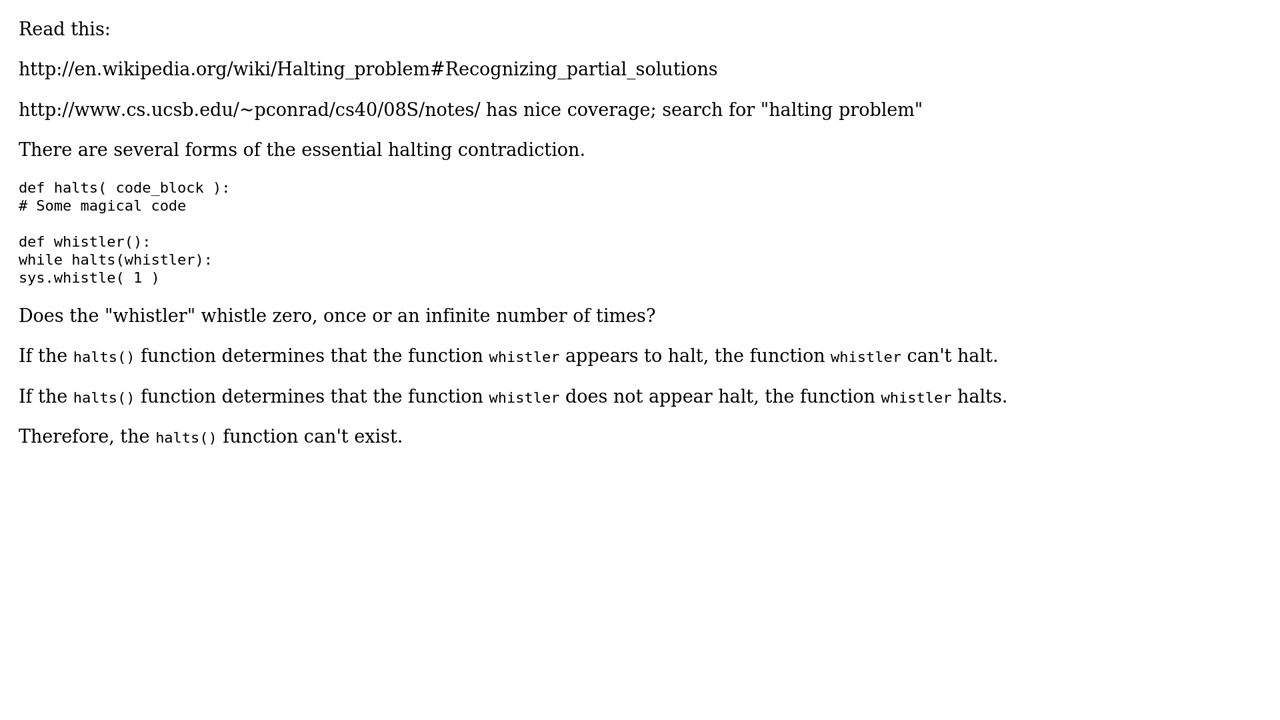 Read this:
http://en.wikipedia.org/wiki/Halting_problem#Recognizing_partial_solutions
http://www.cs.ucsb.edu/~pconrad/cs40/08S/notes/ has nice coverage; search for "halting problem"
There are several forms of the essential halting contradiction.
def halts( code_block ):
# Some magical code
def whistler():
while halts(whistler):
sys.whistle( 1 )
Does the "whistler" whistle zero, once or an infinite number of times?
If the halts() function determines that the function whistler appears to halt, the function whistler can't halt.
If the halts() function determines that the function whistler does not appear halt, the function whistler halts.
Therefore, the halts() function can't exist.